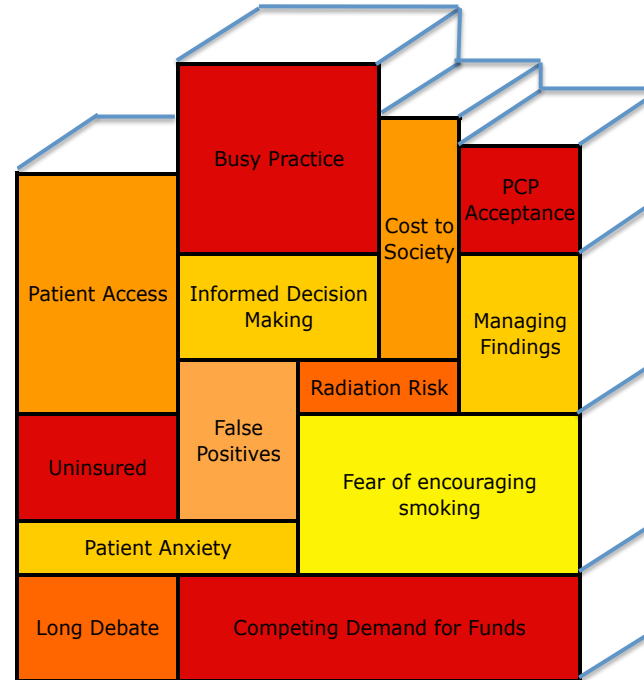 Busy Practice
PCP
Acceptance
Cost to
Society
Patient Access
Informed Decision
Making
Managing
Findings
Radiation Risk
False
Positives
Uninsured
Fear of encouraging
smoking
Patient Anxiety
Long Debate
Competing Demand for Funds